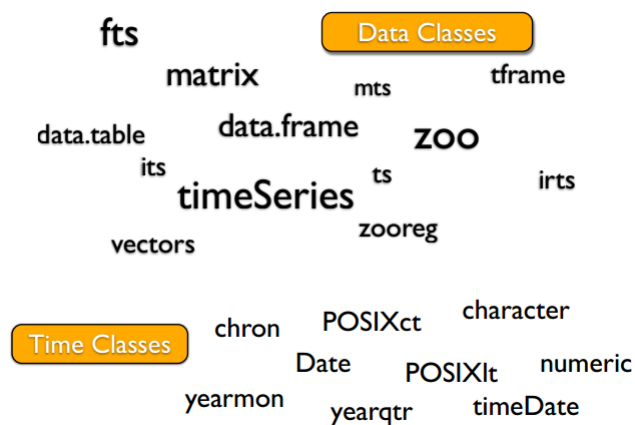 fts
Data Classes
matrix
mts
tframe
data.table
data.frame
zoo
its
timeSeries
ts
irts
vectors
zooreg
Time Classes
chron
POSIXct
character
Date
POSIXlt
numeric
yearmon
yearqtr
timeDate